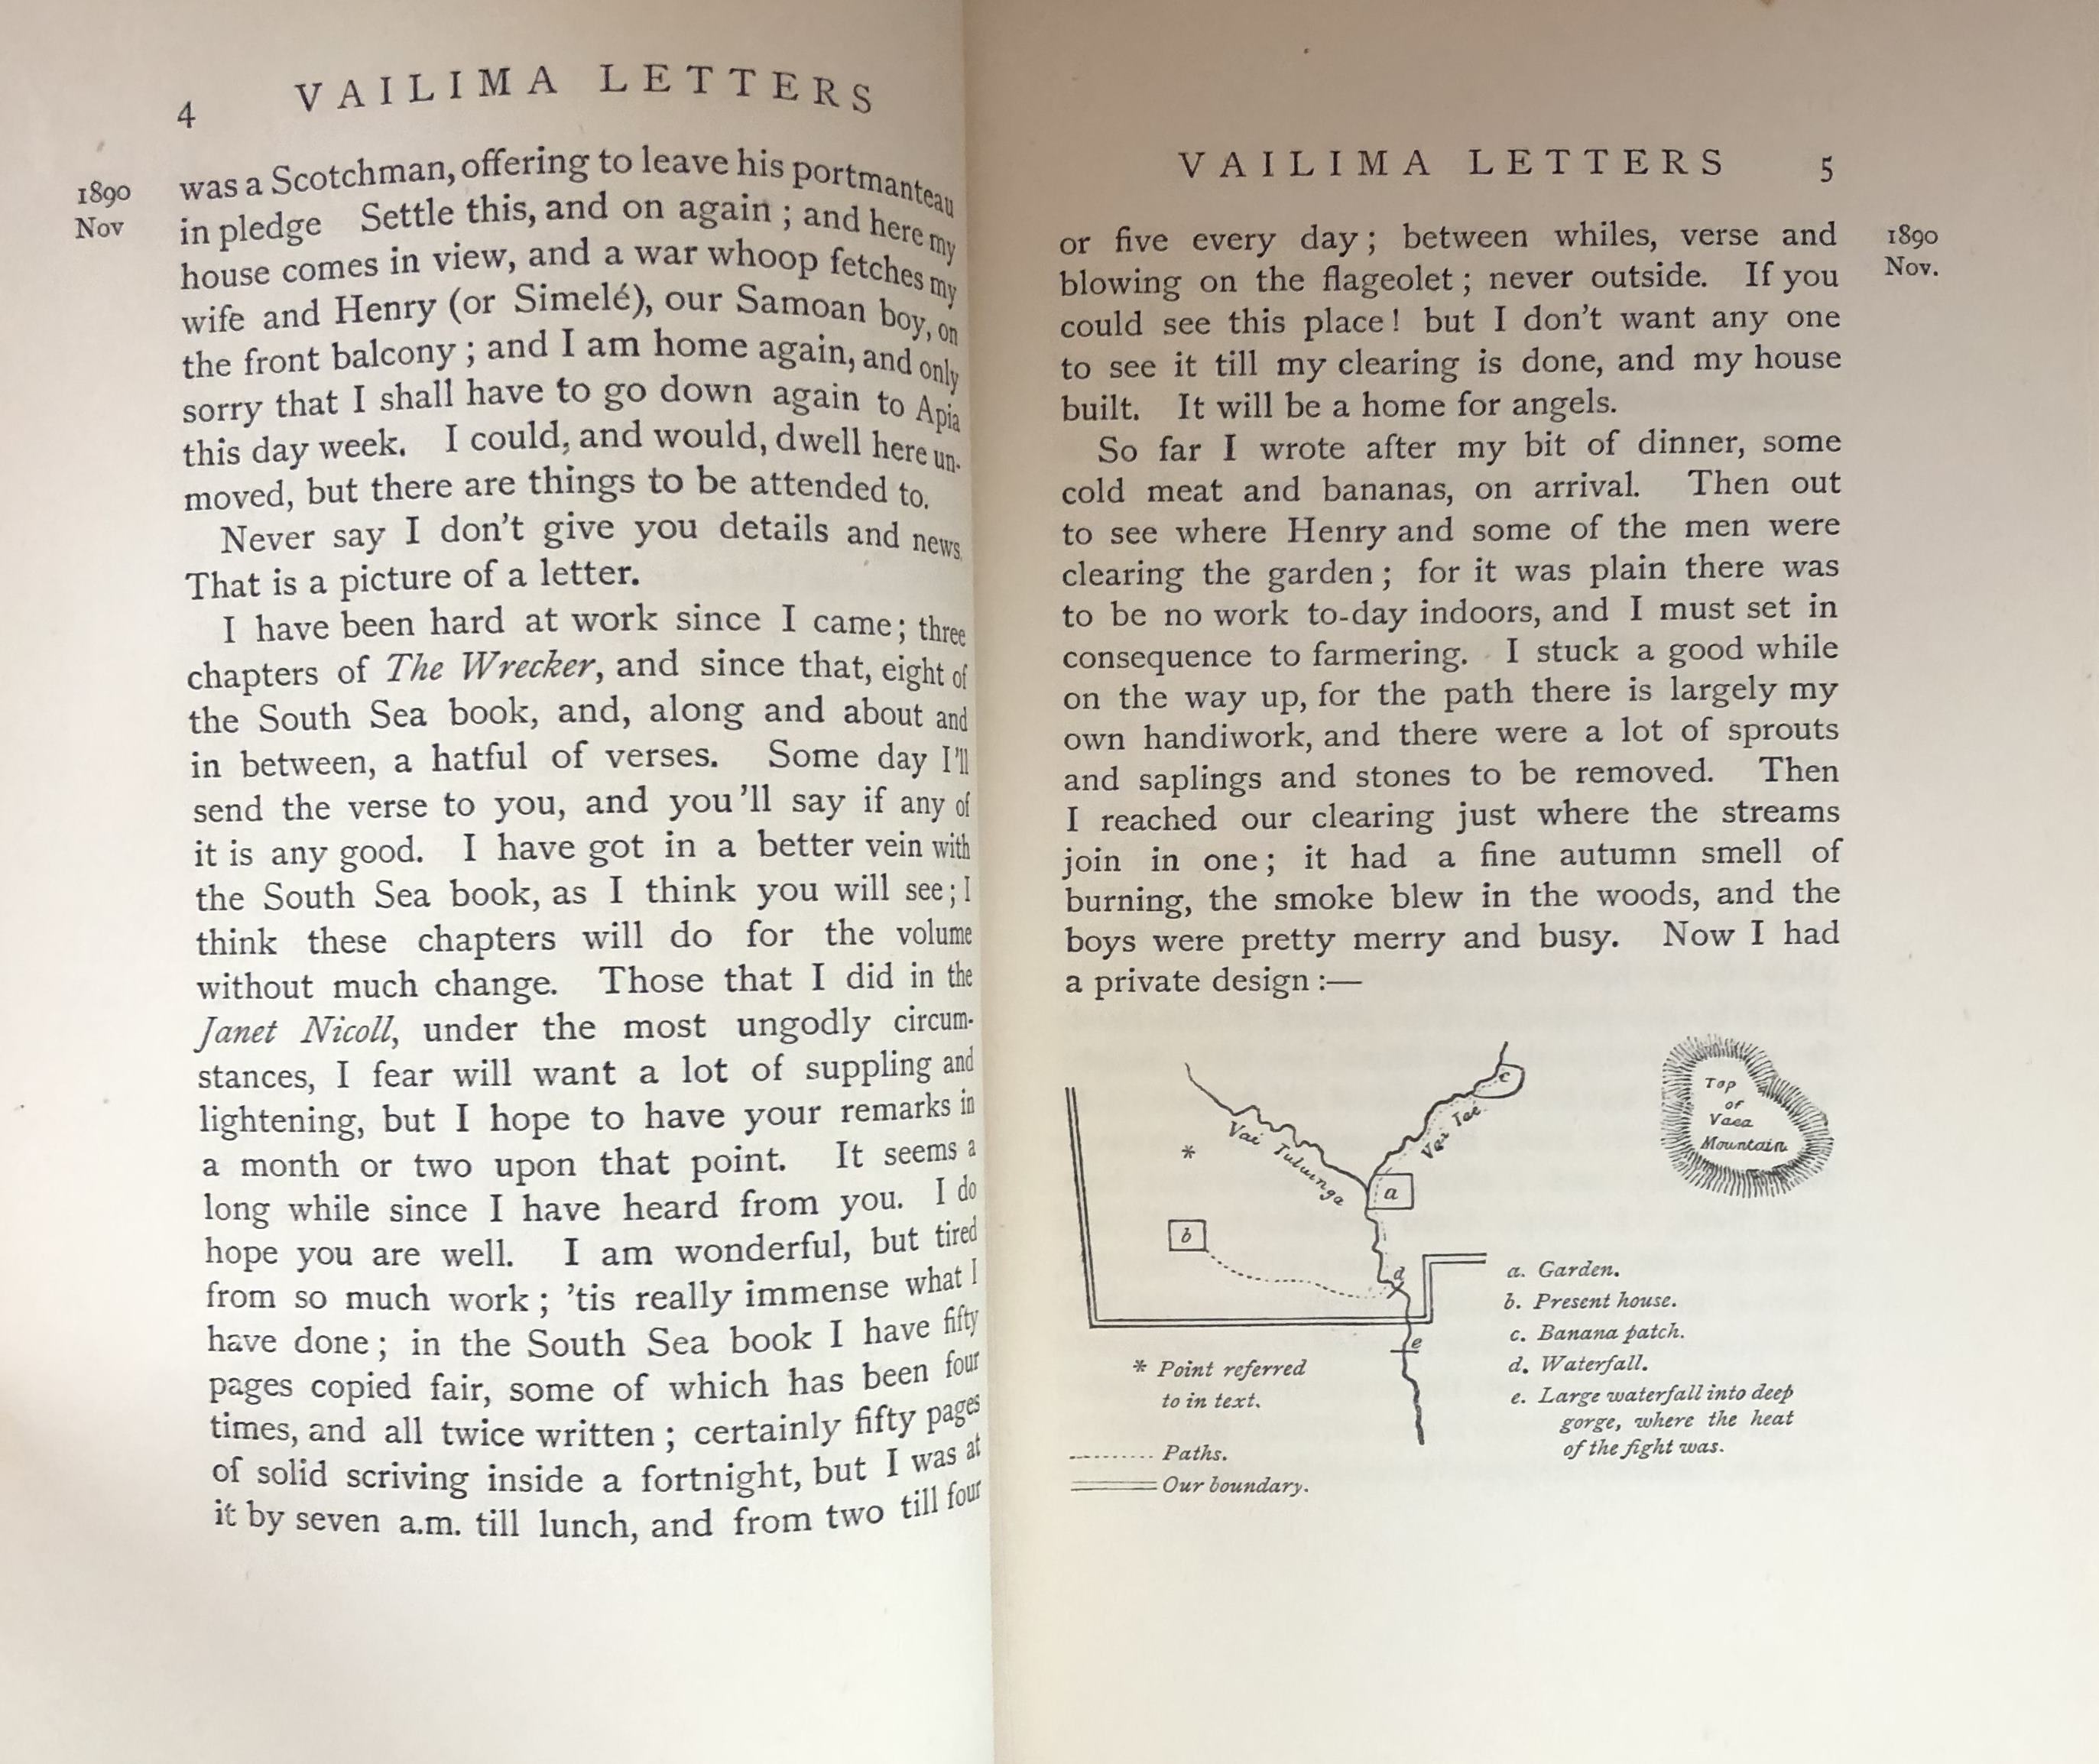 4 VAILIMA LETTERS
1890
Nov
was a Scotchman, offering to leave his portmanteau
in pledge Settle this, and on again ; and here my
house comes in view, and a war whoop fetches my
wife and Henry (or Simelé), our Samoan boy, on
the front balcony ; and I am home again, and only
sorry that I shall have to go down again to Apia
this day week. I could, and would, dwell here un-
moved, but there are things to be attended to.
Never say I don't give you details and news
That is a picture of a letter.
I have been hard at work since I came ; three
chapters of The Wrecker, and since that, eight of
the South Sea book, and, along and about and
in between, a hatful of verses. Some day I'll
send the verse to you, and you'll say if any of
it is any good. I have got in a better vein with
the South Sea book, as I think you will see ; I
think these chapters will do for the volume
without much change. Those that I did in the
Janet Nicoll, under the most ungodly circum-
stances, I fear will want a lot of suppling and
lightening, but I hope to have your remarks in
a month or two upon that point. It seems a
long while since I have heard from you. I do
hope you are well. I am wonderful, but tired
from so much work ; 'tis really immense what I
have done ; in the South Sea book I have fifty
pages copied fair, some of which has been four
times, and all twice written ; certainly fifty pages
of solid scriving inside a fortnight, but I was at
it by seven a.m. till lunch, and from two till four
VAILIMA LETTERS 5
1890
Nov.
or five every day ; between whiles, verse and
blowing on the flageolet ; never outside. If you
could see this place ! but I don't want any one
to see it till my clearing is done, and my house
built. It will be a home for angels.
So far I wrote after my bit of dinner, some
cold meat and bananas, on arrival. Then out
to see where Henry and some of the men were
clearing the garden ; for it was plain there was
to be no work to-day indoors, and I must set in
consequence to farmering. I stuck a good while
on the way up, for the path there is largely my
own handiwork, and there were a lot of sprouts
and saplings and stones to be removed. Then
I reached our clearing just where the streams
join in one ; it had a fine autumn smell of
burning, the smoke blew in the woods, and the
boys were pretty merry and busy. Now I had
a private design :—
c
Top
of
Vaea
Mountain
Vai Tae
Vai Tulunga
*
a
b
d
e
a. Garden.
b. Present house.
c. Banana patch.
d. Waterfall.
e. Large waterfall into deep
gorge, where the heat
of the fight was.
* Point referred
to in text.
Paths.
Our boundary.